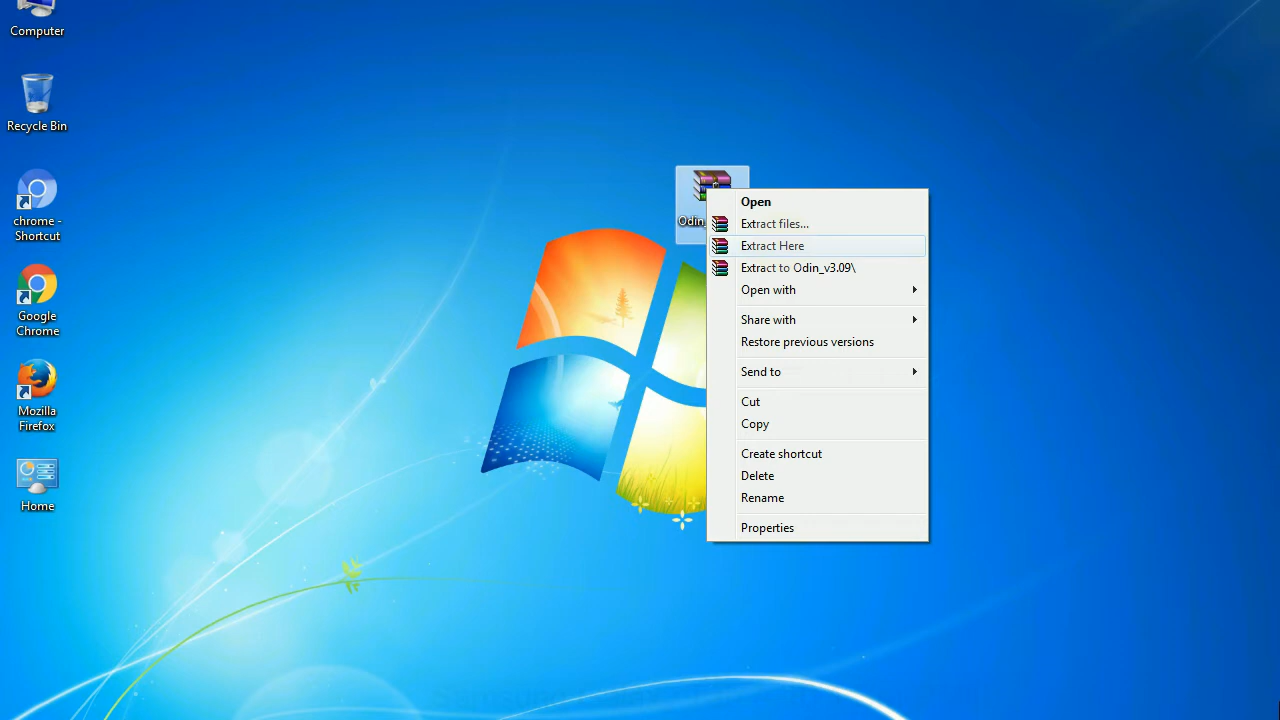 Computer
Recycle Bin
chrome -
Shortcut
Google
Chrome
Mozilla
Firefox
Home
Open
Extract files...
Extract Here
Extract to Odin_v3.09\
Open with
Share with
Restore previous versions
Send to
Cut
Copy
Create shortcut
Delete
Rename
Properties